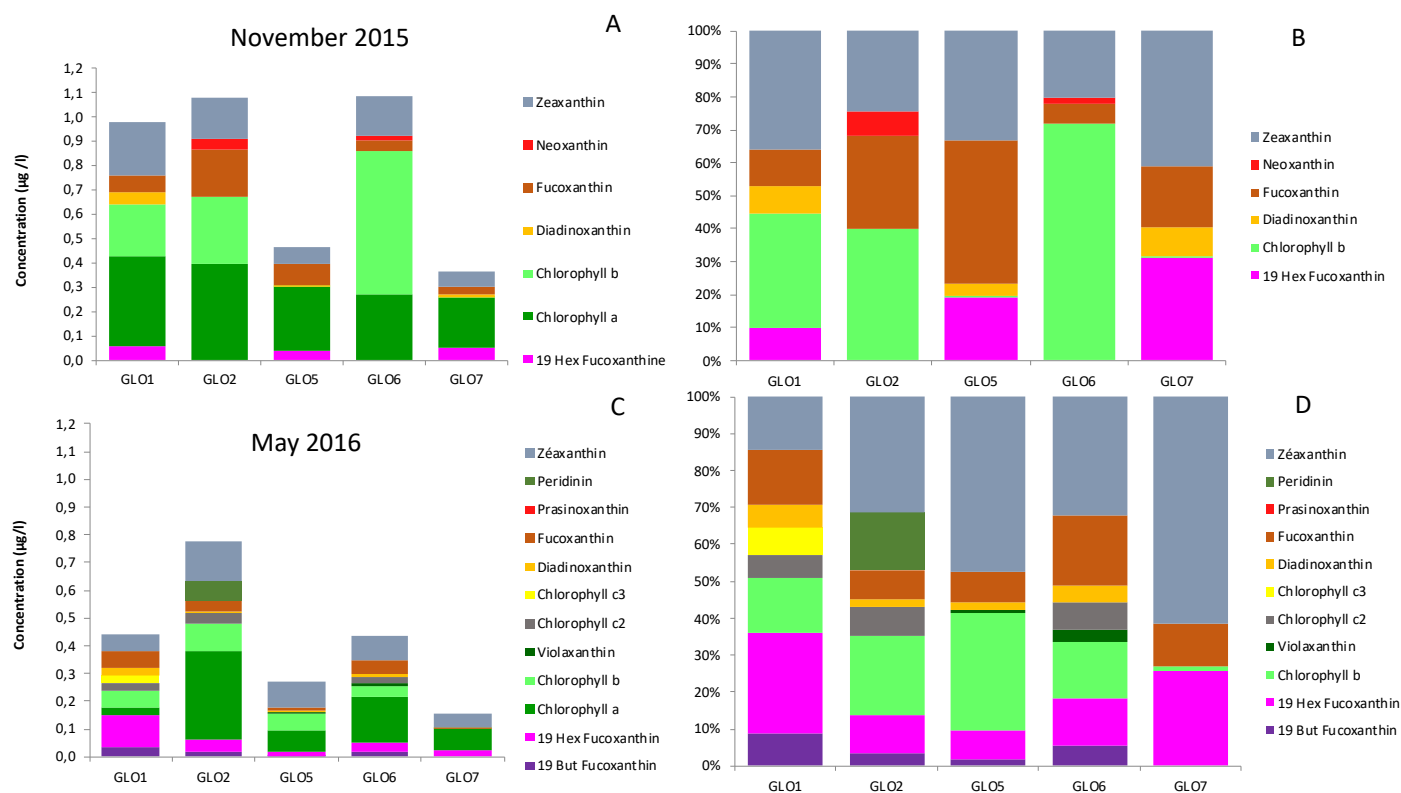 November 2015
A
Concentration (µg /l)
1,2
1,1
1,0
0,9
0,8
0,7
0,6
0,5
0,4
0,3
0,2
0,1
0,0
GLO1 GLO2 GLO5 GLO6 GLO7
Zeaxanthin
Neoxanthin
Fucoxanthin
Diadinoxanthin
Chlorophyll b
Chlorophyll a
19 Hex Fucoxanthine
B
100%
90%
80%
70%
60%
50%
40%
30%
20%
10%
0%
GLO1 GLO2 GLO5 GLO6 GLO7
Zeaxanthin
Neoxanthin
Fucoxanthin
Diadinoxanthin
Chlorophyll b
19 Hex Fucoxanthin
C
May 2016
Concentration (µg/l)
1,2
1,1
1,0
0,9
0,8
0,7
0,6
0,5
0,4
0,3
0,2
0,1
0,0
GLO1 GLO2 GLO5 GLO6 GLO7
Zéaxanthin
Peridinin
Prasinoxanthin
Fucoxanthin
Diadinoxanthin
Chlorophyll c3
Chlorophyll c2
Violaxanthin
Chlorophyll b
Chlorophyll a
19 Hex Fucoxanthin
19 But Fucoxanthin
D
100%
90%
80%
70%
60%
50%
40%
30%
20%
10%
0%
GLO1 GLO2 GLO5 GLO6 GLO7
Zéaxanthin
Peridinin
Prasinoxanthin
Fucoxanthin
Diadinoxanthin
Chlorophyll c3
Chlorophyll c2
Violaxanthin
Chlorophyll b
19 Hex Fucoxanthin
19 But Fucoxanthin